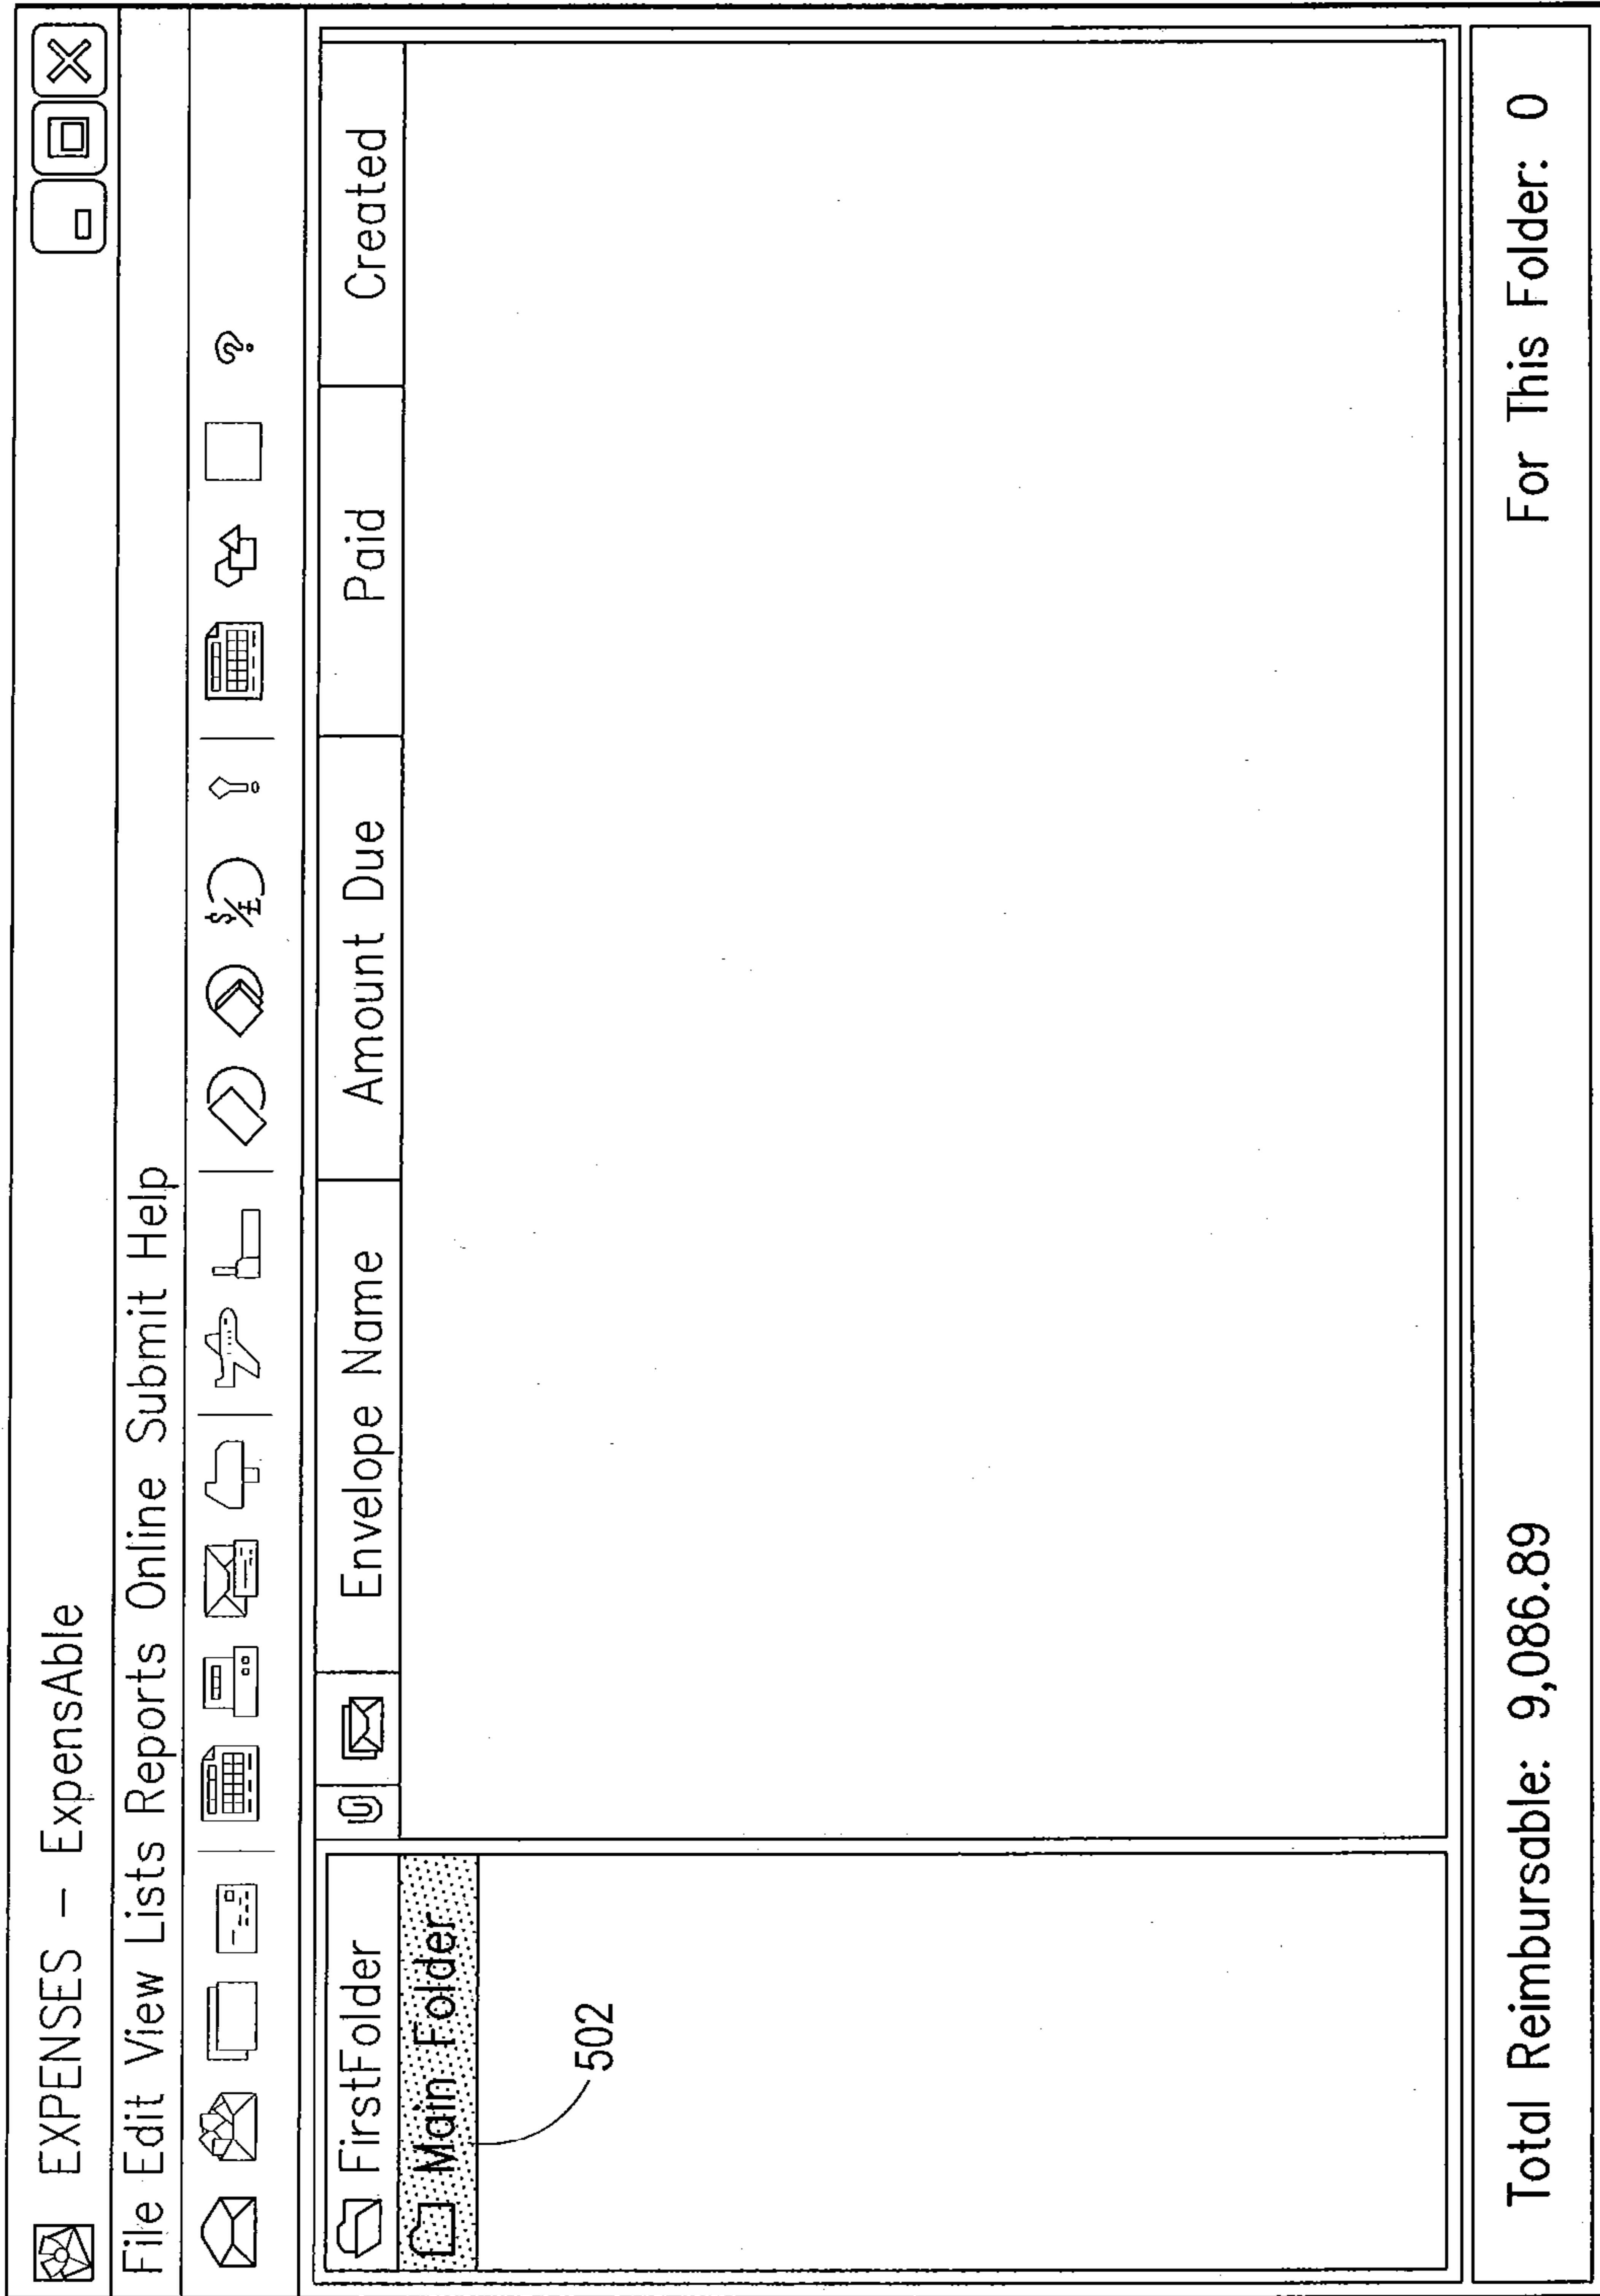 EXPENSES – ExpensAble
File Edit View Lists Reports Online Submit Help
$/£ ?
FirstFolder
Main Folder
502
Envelope Name Amount Due Paid Created
Total Reimbursable: 9,086.89 For This Folder: 0